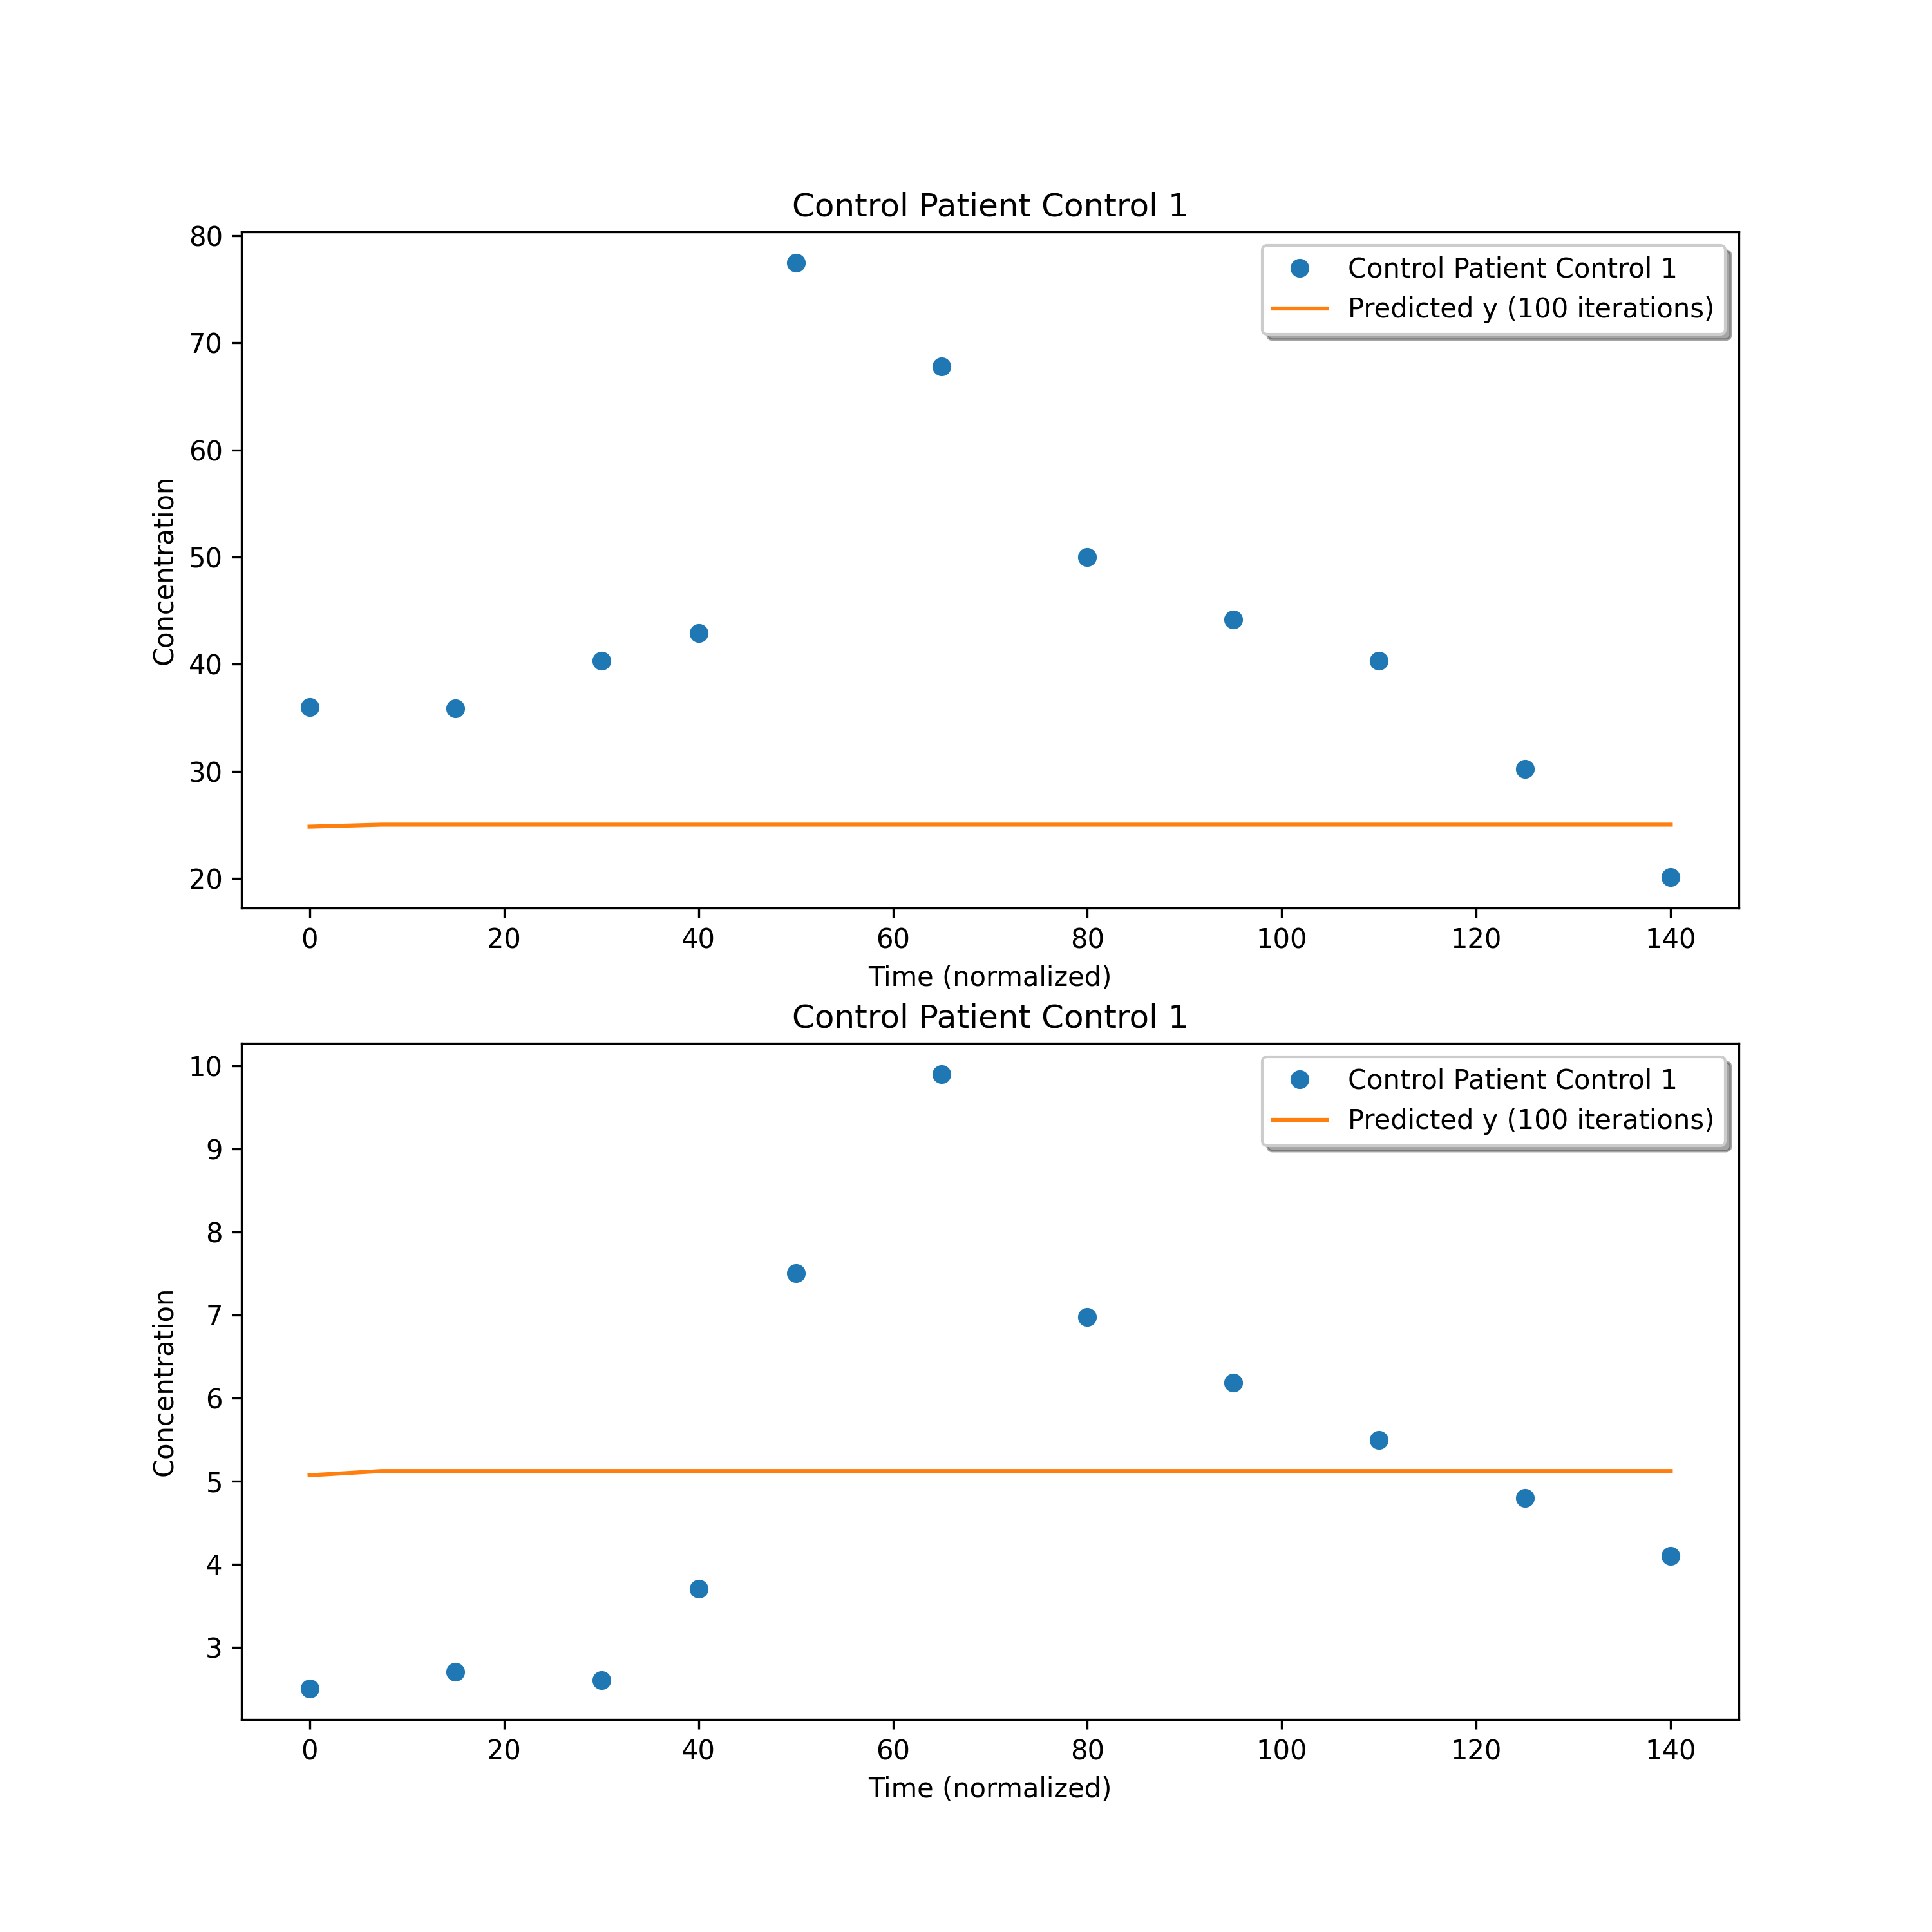 Control Patient Control 1
80
70
60
50
40
30
20
Concentration
Control Patient Control 1
Predicted y (100 iterations)
0 20 40 60 80 100 120 140
Time (normalized)
Control Patient Control 1
10
9
8
7
6
5
4
3
Concentration
Control Patient Control 1
Predicted y (100 iterations)
0 20 40 60 80 100 120 140
Time (normalized)